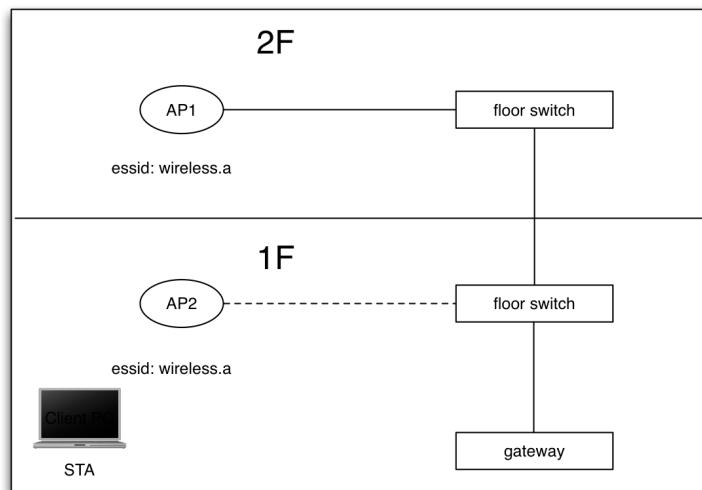 2F
AP1
floor switch
essid: wireless.a
1F
AP2
floor switch
essid: wireless.a
Client PC
gateway
STA